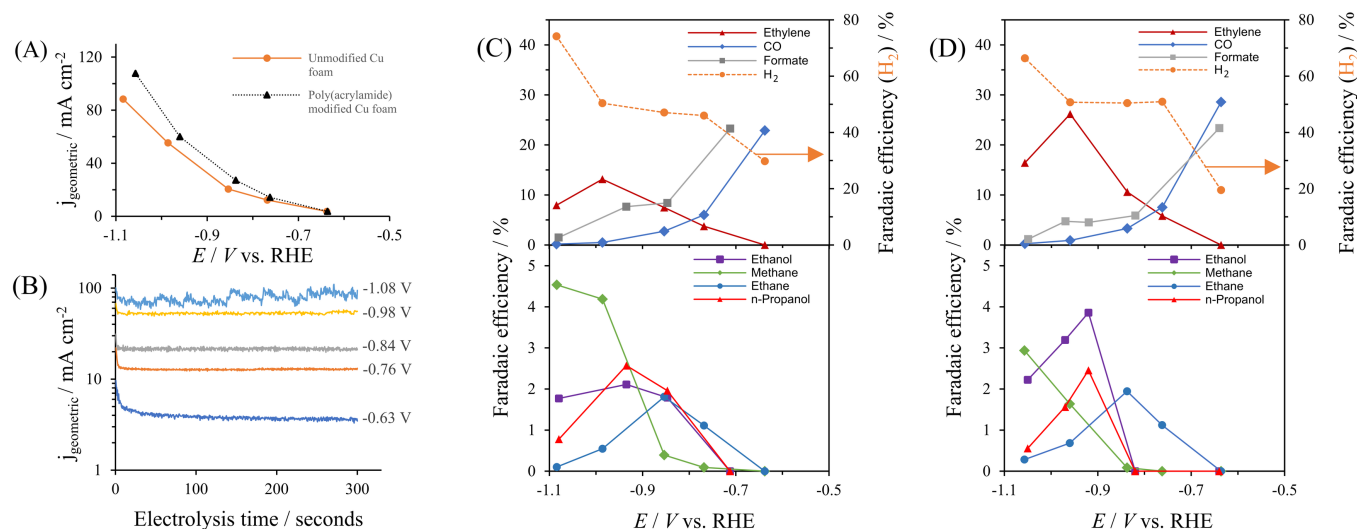 (A)
120
80
40
0
j geometric / mA cm-2
Unmodified Cu
foam
Poly(acrylamide)
modified Cu foam
-1.1
-0.9
-0.7
-0.5
E / V vs. RHE
(B)
100
10
1
j geometric / mA cm-2
-1.08 V
-0.98 V
-0.84 V
-0.76 V
-0.63 V
0
100
200
300
Electrolysis time / seconds
(C)
40
30
20
10
0
Ethylene
CO
Formate
H2
80
60
40
20
0
Faradaic efficiency (H2) / %
5
4
3
2
1
0
Faradaic efficiency / %
Ethanol
Methane
Ethane
n-Propanol
-1.1
-0.9
-0.7
-0.5
E / V vs. RHE
(D)
40
30
20
10
0
Ethylene
CO
Formate
H2
80
60
40
20
0
Faradaic efficiency (H2) / %
5
4
3
2
1
0
Faradaic efficiency / %
Ethanol
Methane
Ethane
n-Propanol
-1.1
-0.9
-0.7
-0.5
E / V vs. RHE